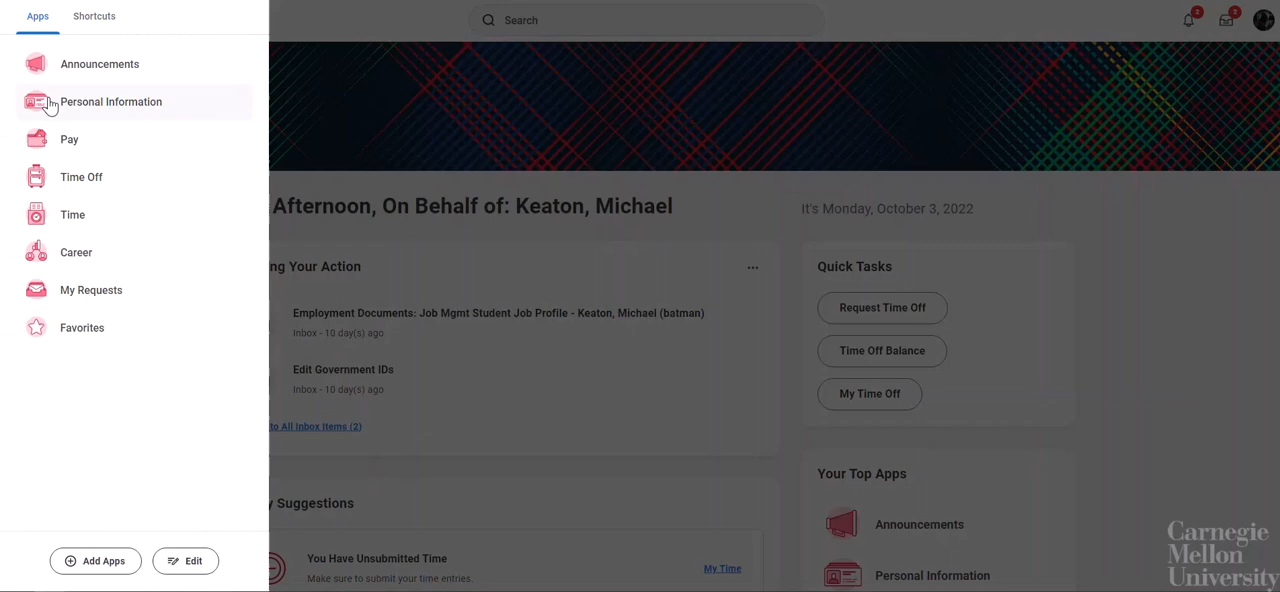 Apps Shortcuts
Search
2
2
Announcements
Personal Information
Pay
Time Off
Time
Career
My Requests
Favorites
Add Apps
Edit
Afternoon, On Behalf of: Keaton, Michael
It's Monday, October 3, 2022
ng Your Action
Employment Documents: Job Mgmt Student Job Profile - Keaton, Michael (batman)
Inbox - 10 day(s) ago
Edit Government IDs
Inbox - 10 day(s) ago
to All Inbox Items (2)
Quick Tasks
Request Time Off
Time Off Balance
My Time Off
y Suggestions
You Have Unsubmitted Time
Make sure to submit your time entries.
My Time
Your Top Apps
Announcements
Personal Information
Carnegie
Mellon
University